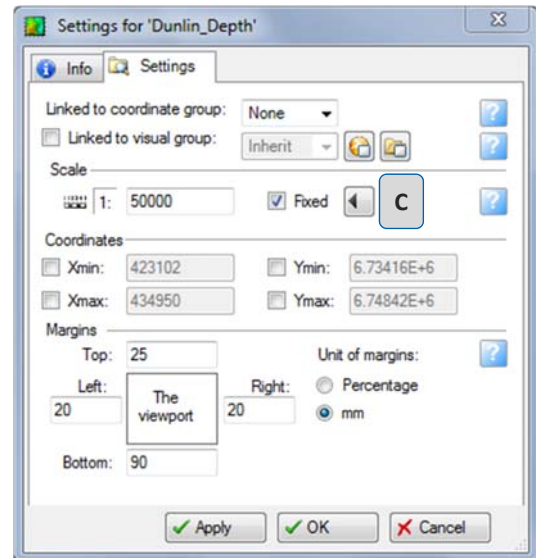 Settings for 'Dunlin_Depth'
Info Settings
Linked to coordinate group: None
Linked to visual group: Inherit
Scale
1: 50000 Fixed C
Coordinates
Xmin: 423102 Ymin: 6.73416E+6
Xmax: 434950 Ymax: 6.74842E+6
Margins
Top: 25 Unit of margins:
Left: Right: Percentage
20 The viewport 20 mm
Bottom: 90
Apply OK Cancel